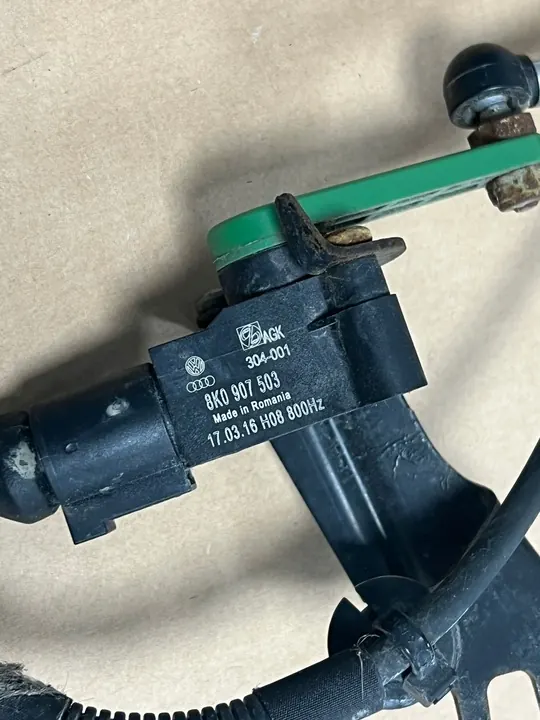 AGK
304-001
8K0 907 503
Made in Romania
17.03.16 H08 800Hz